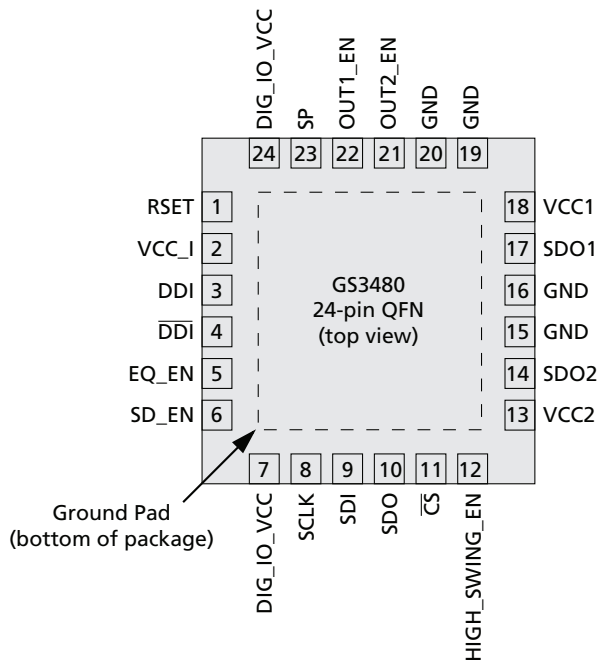 DIG_IO_VCC
SP
OUT1_EN
OUT2_EN
GND
GND
24 23 22 21 20 19
RSET 1
VCC_I 2
DDI 3
D̅D̅I̅ 4
EQ_EN 5
SD_EN 6
GS3480
24-pin QFN
(top view)
18 VCC1
17 SDO1
16 GND
15 GND
14 SDO2
13 VCC2
7 8 9 10 11 12
DIG_IO_VCC
SCLK
SDI
SDO
C̅S̅
HIGH_SWING_EN
Ground Pad
(bottom of package)